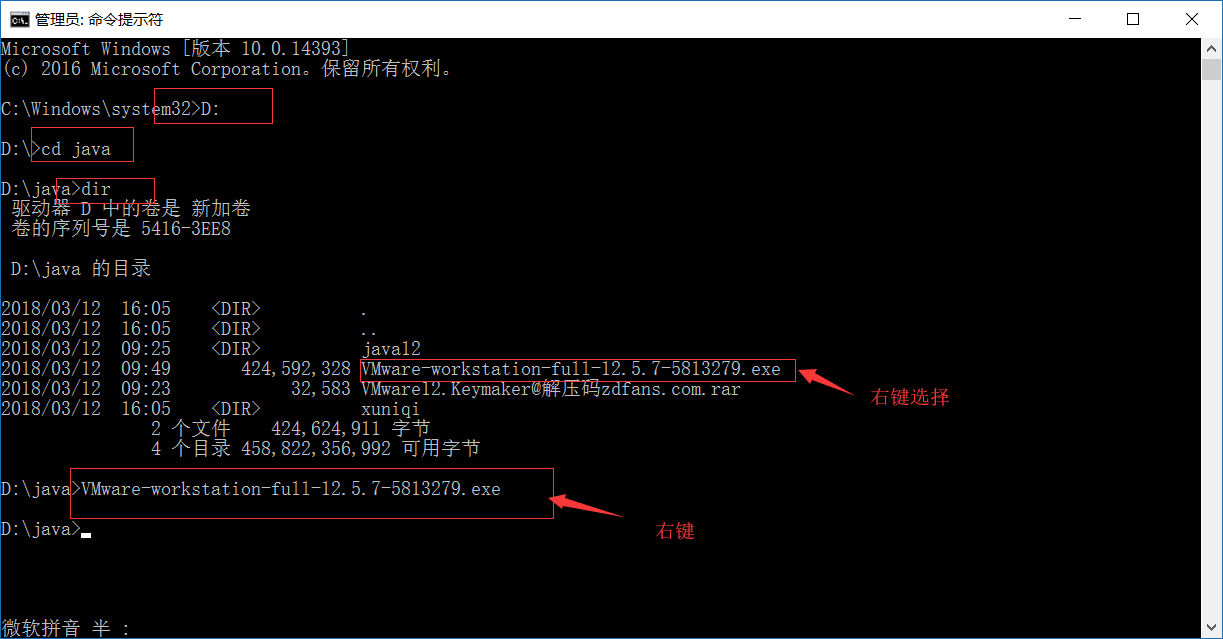 管理员: 命令提示符
Microsoft Windows [版本 10.0.14393]
(c) 2016 Microsoft Corporation。保留所有权利。
C:\Windows\system32>D:
D:\>cd java
D:\java>dir
驱动器 D 中的卷是 新加卷
卷的序列号是 5416-3EE8
D:\java 的目录
2018/03/12  16:05    <DIR>          .
2018/03/12  16:05    <DIR>          ..
2018/03/12  09:25    <DIR>          java12
2018/03/12  09:49       424,592,328 VMware-workstation-full-12.5.7-5813279.exe
右键选择
2018/03/12  09:23            32,583 VMware12.Keymaker@解压码zdfans.com.rar
2018/03/12  16:05    <DIR>          xuniqi
2 个文件    424,624,911 字节
4 个目录 458,822,356,992 可用字节
D:\java>VMware-workstation-full-12.5.7-5813279.exe
右键
D:\java>
微软拼音 半 :